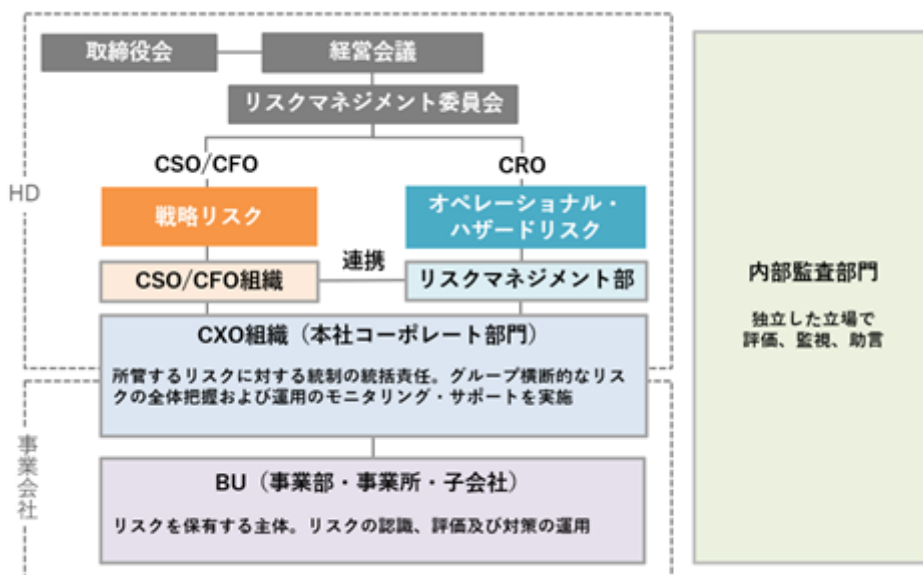 取締役会
経営会議
リスクマネジメント委員会
CSO/CFO
CRO
HD
戦略リスク
オペレーショナル・
ハザードリスク
連携
CSO/CFO組織
リスクマネジメント部
CXO組織（本社コーポレート部門）
所管するリスクに対する統制の統括責任。グループ横断的なリス
クの全体把握および運用のモニタリング・サポートを実施
事業会社
BU（事業部・事業所・子会社）
リスクを保有する主体。リスクの認識、評価及び対策の運用
内部監査部門
独立した立場で
評価、監視、助言